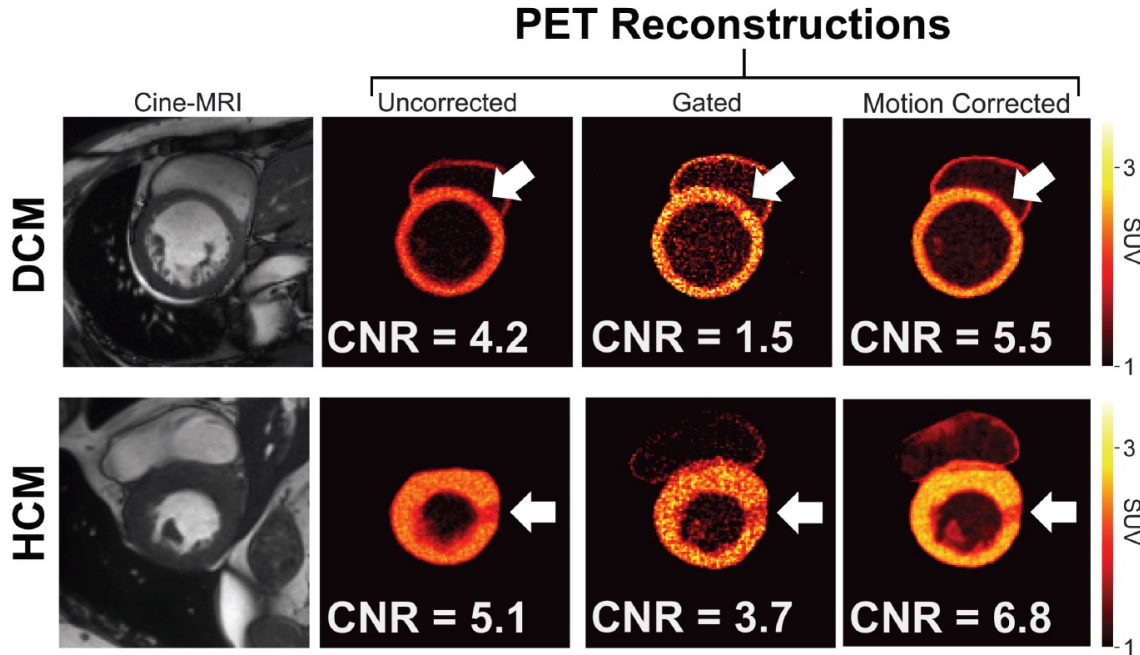 PET Reconstructions
Cine-MRI Uncorrected Gated Motion Corrected
DCM
CNR = 4.2 CNR = 1.5 CNR = 5.5
3
SUV
1
HCM
CNR = 5.1 CNR = 3.7 CNR = 6.8
3
SUV
1